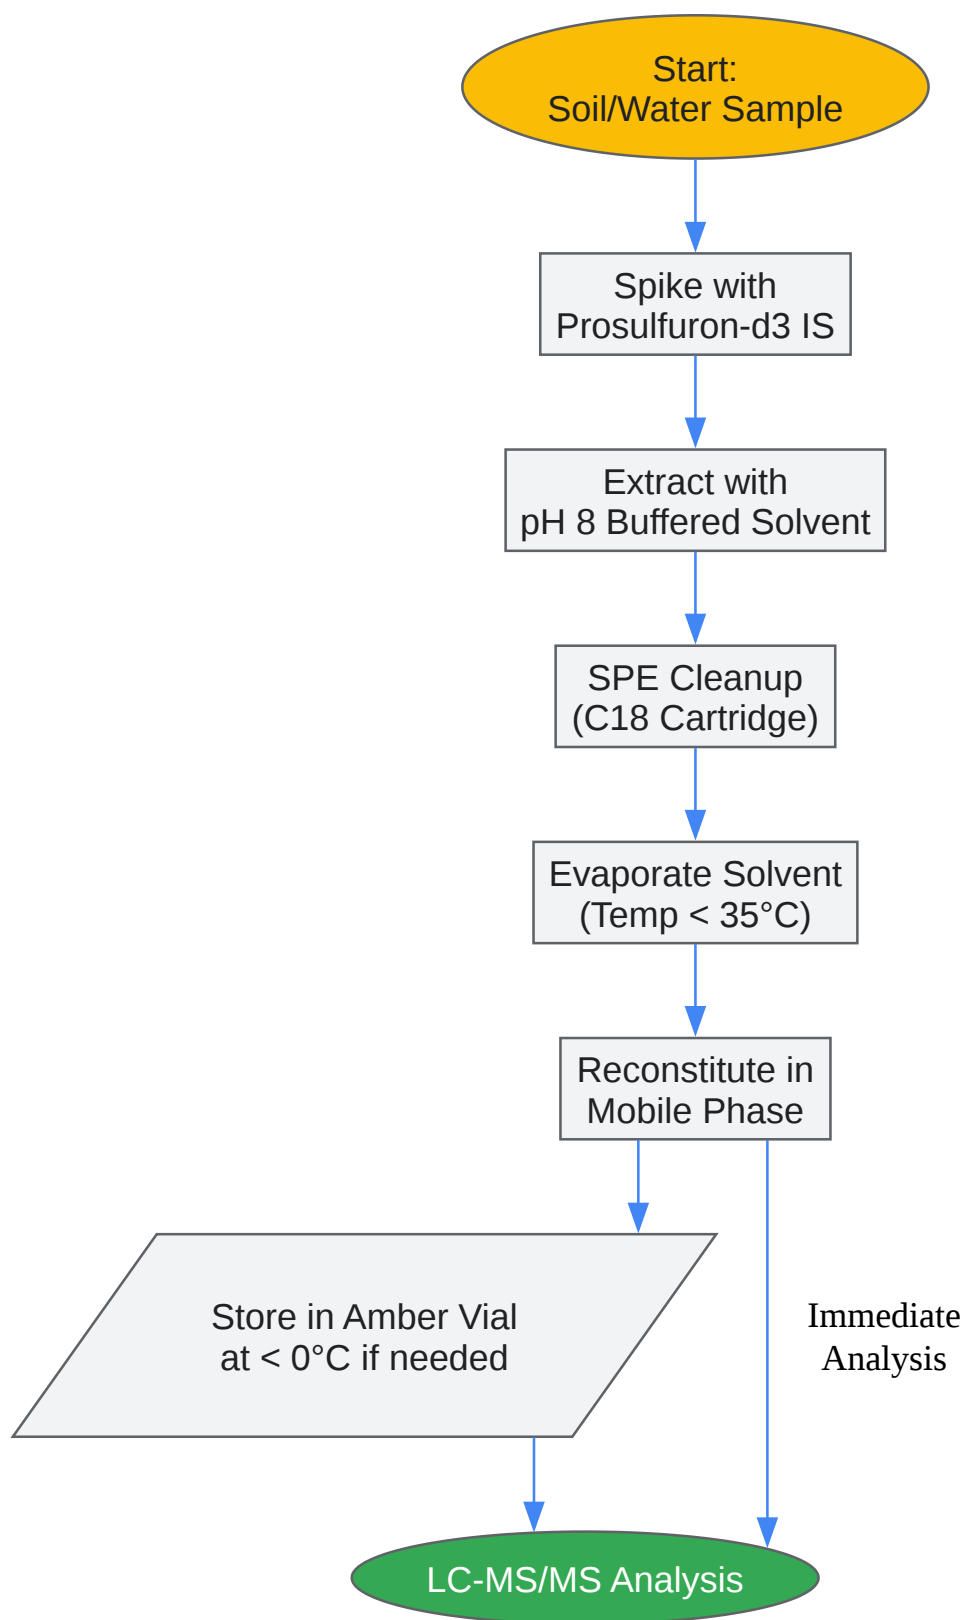 Start:
Soil/Water Sample
Spike with
Prosulfuron-d3 IS
Extract with
pH 8 Buffered Solvent
SPE Cleanup
(C18 Cartridge)
Evaporate Solvent
(Temp < 35°C)
Reconstitute in
Mobile Phase
Store in Amber Vial
at < 0°C if needed
Immediate
Analysis
LC-MS/MS Analysis